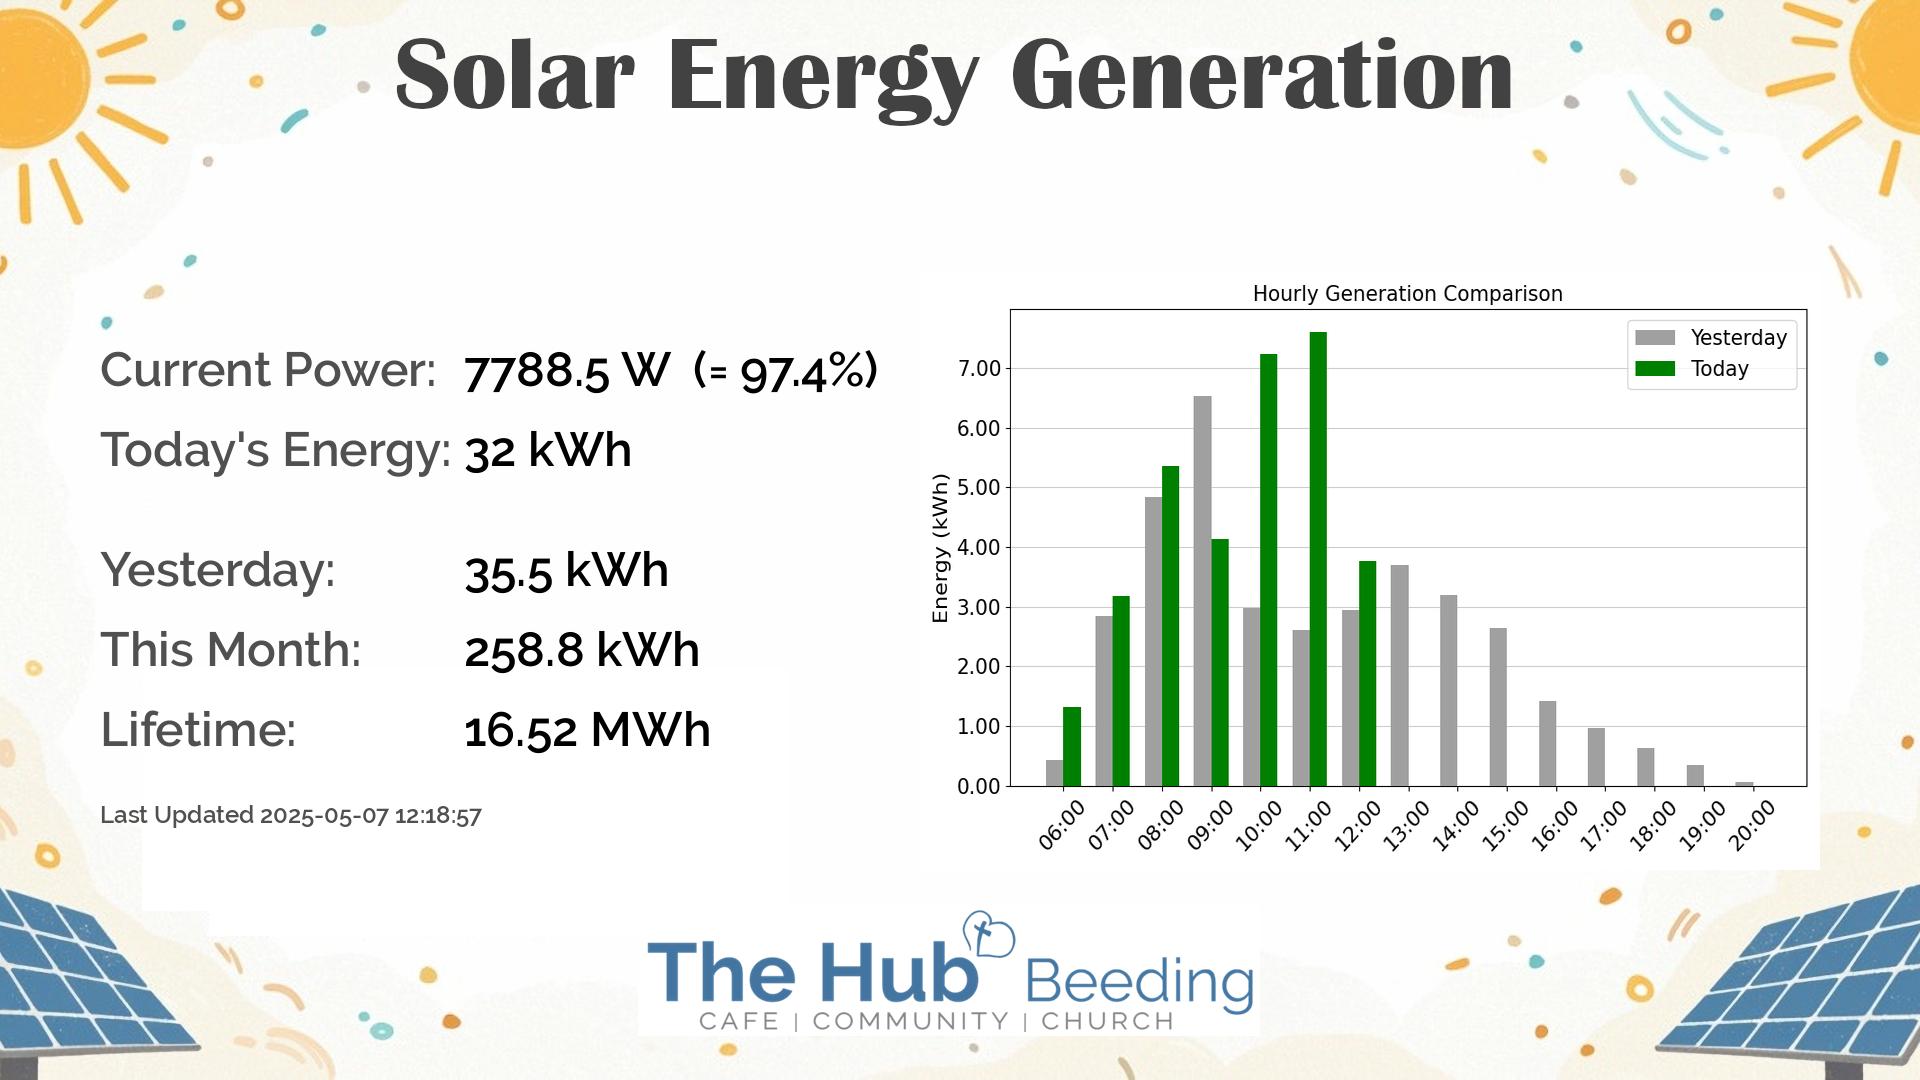 Solar Energy Generation
Current Power: 7788.5 W (= 97.4%)
Today's Energy: 32 kWh
Yesterday: 35.5 kWh
This Month: 258.8 kWh
Lifetime: 16.52 MWh
Last Updated 2025-05-07 12:18:57
Hourly Generation Comparison
Yesterday
Today
Energy (kWh)
7.00
6.00
5.00
4.00
3.00
2.00
1.00
0.00
06:00 07:00 08:00 09:00 10:00 11:00 12:00 13:00 14:00 15:00 16:00 17:00 18:00 19:00 20:00
The Hub Beeding
CAFE | COMMUNITY | CHURCH